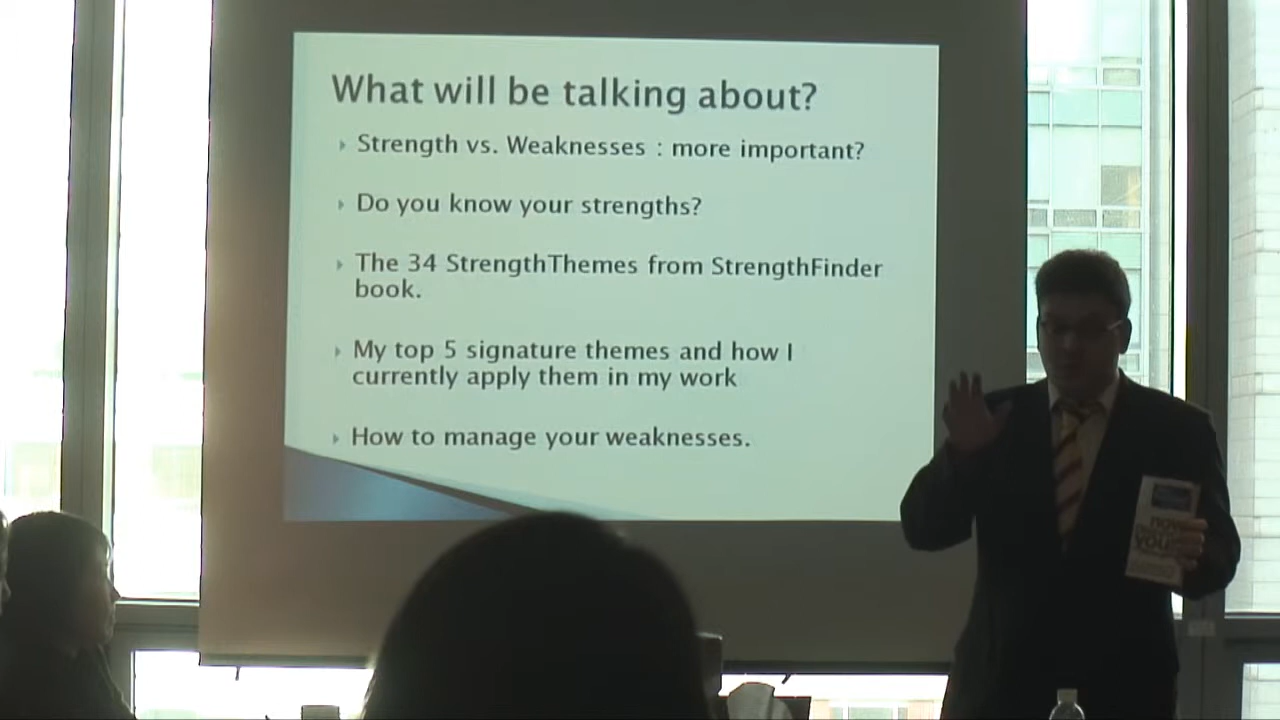 What will be talking about?
Strength vs. Weaknesses : more important?
Do you know your strengths?
The 34 StrengthThemes from StrengthFinder
book.
My top 5 signature themes and how I
currently apply them in my work
How to manage your weaknesses.
now
YOU